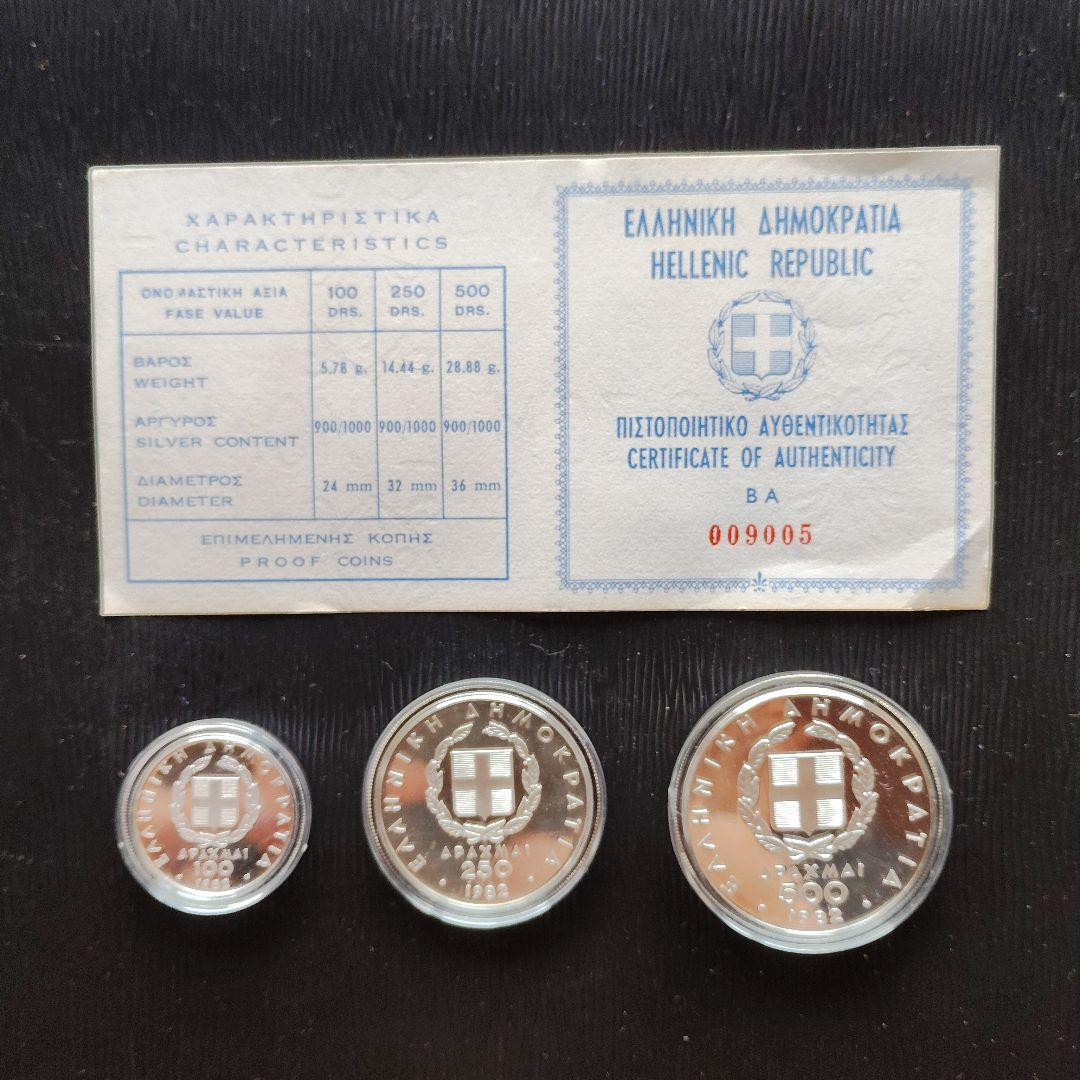 ΧΑΡΑΚΤΗΡΙΣΤΙΚΑ
CHARACTERISTICS
ΟΝΟΜΑΣΤΙΚΗ ΑΞΙΑ
FASE VALUE
100 DRS.
250 DRS.
500 DRS.
ΒΑΡΟΣ
WEIGHT
5.78 g. 14.44 g. 28.88 g.
ΑΡΓΥΡΟΣ
SILVER CONTENT
900/1000 900/1000 900/1000
ΔΙΑΜΕΤΡΟΣ
DIAMETER
24 mm 32 mm 36 mm
ΕΠΙΜΕΛΗΜΕΝΗΣ ΚΟΠΗΣ
PROOF COINS
ΕΛΛΗΝΙΚΗ ΔΗΜΟΚΡΑΤΙΑ
HELLENIC REPUBLIC
ΠΙΣΤΟΠΟΙΗΤΙΚΟ ΑΥΘΕΝΤΙΚΟΤΗΤΑΣ
CERTIFICATE OF AUTHENTICITY
ΒΑ
009005
ΕΛΛΗΝΙΚΗ ΔΗΜΟΚΡΑΤΙΑ
ΔΡΑΧΜΑΙ
100
1982
ΕΛΛΗΝΙΚΗ ΔΗΜΟΚΡΑΤΙΑ
ΔΡΑΧΜΑΙ
250
1982
ΕΛΛΗΝΙΚΗ ΔΗΜΟΚΡΑΤΙΑ
ΔΡΑΧΜΑΙ
500
1982